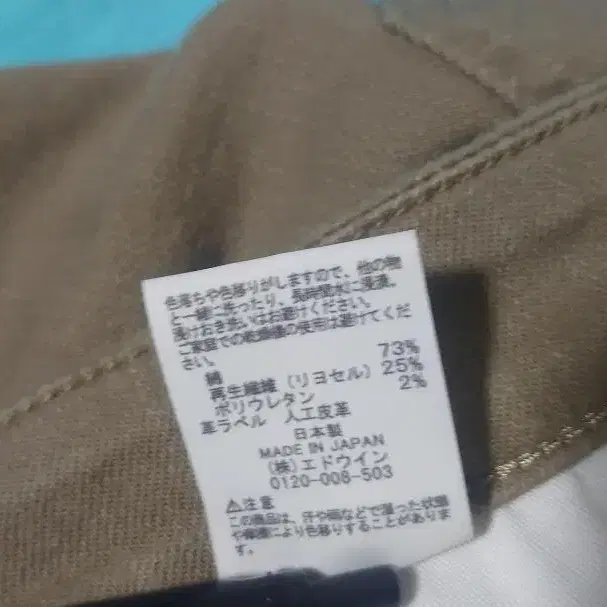 色落ちや色移りがしますので、他の物
と一緒に洗ったり、長時間水に浸漬、
浸けおき洗いはお避けください。
ご家庭での乾燥機の使用は避けてくだ
さい。
綿 73%
再生繊維 (リヨセル) 25%
ポリウレタン 2%
革ラベル 人工皮革
日本製
MADE IN JAPAN
(株)エドウイン
0120-008-503
⚠注意
この商品は、汗や雨などで湿った状態
や摩擦により色移りすることがありま
す。